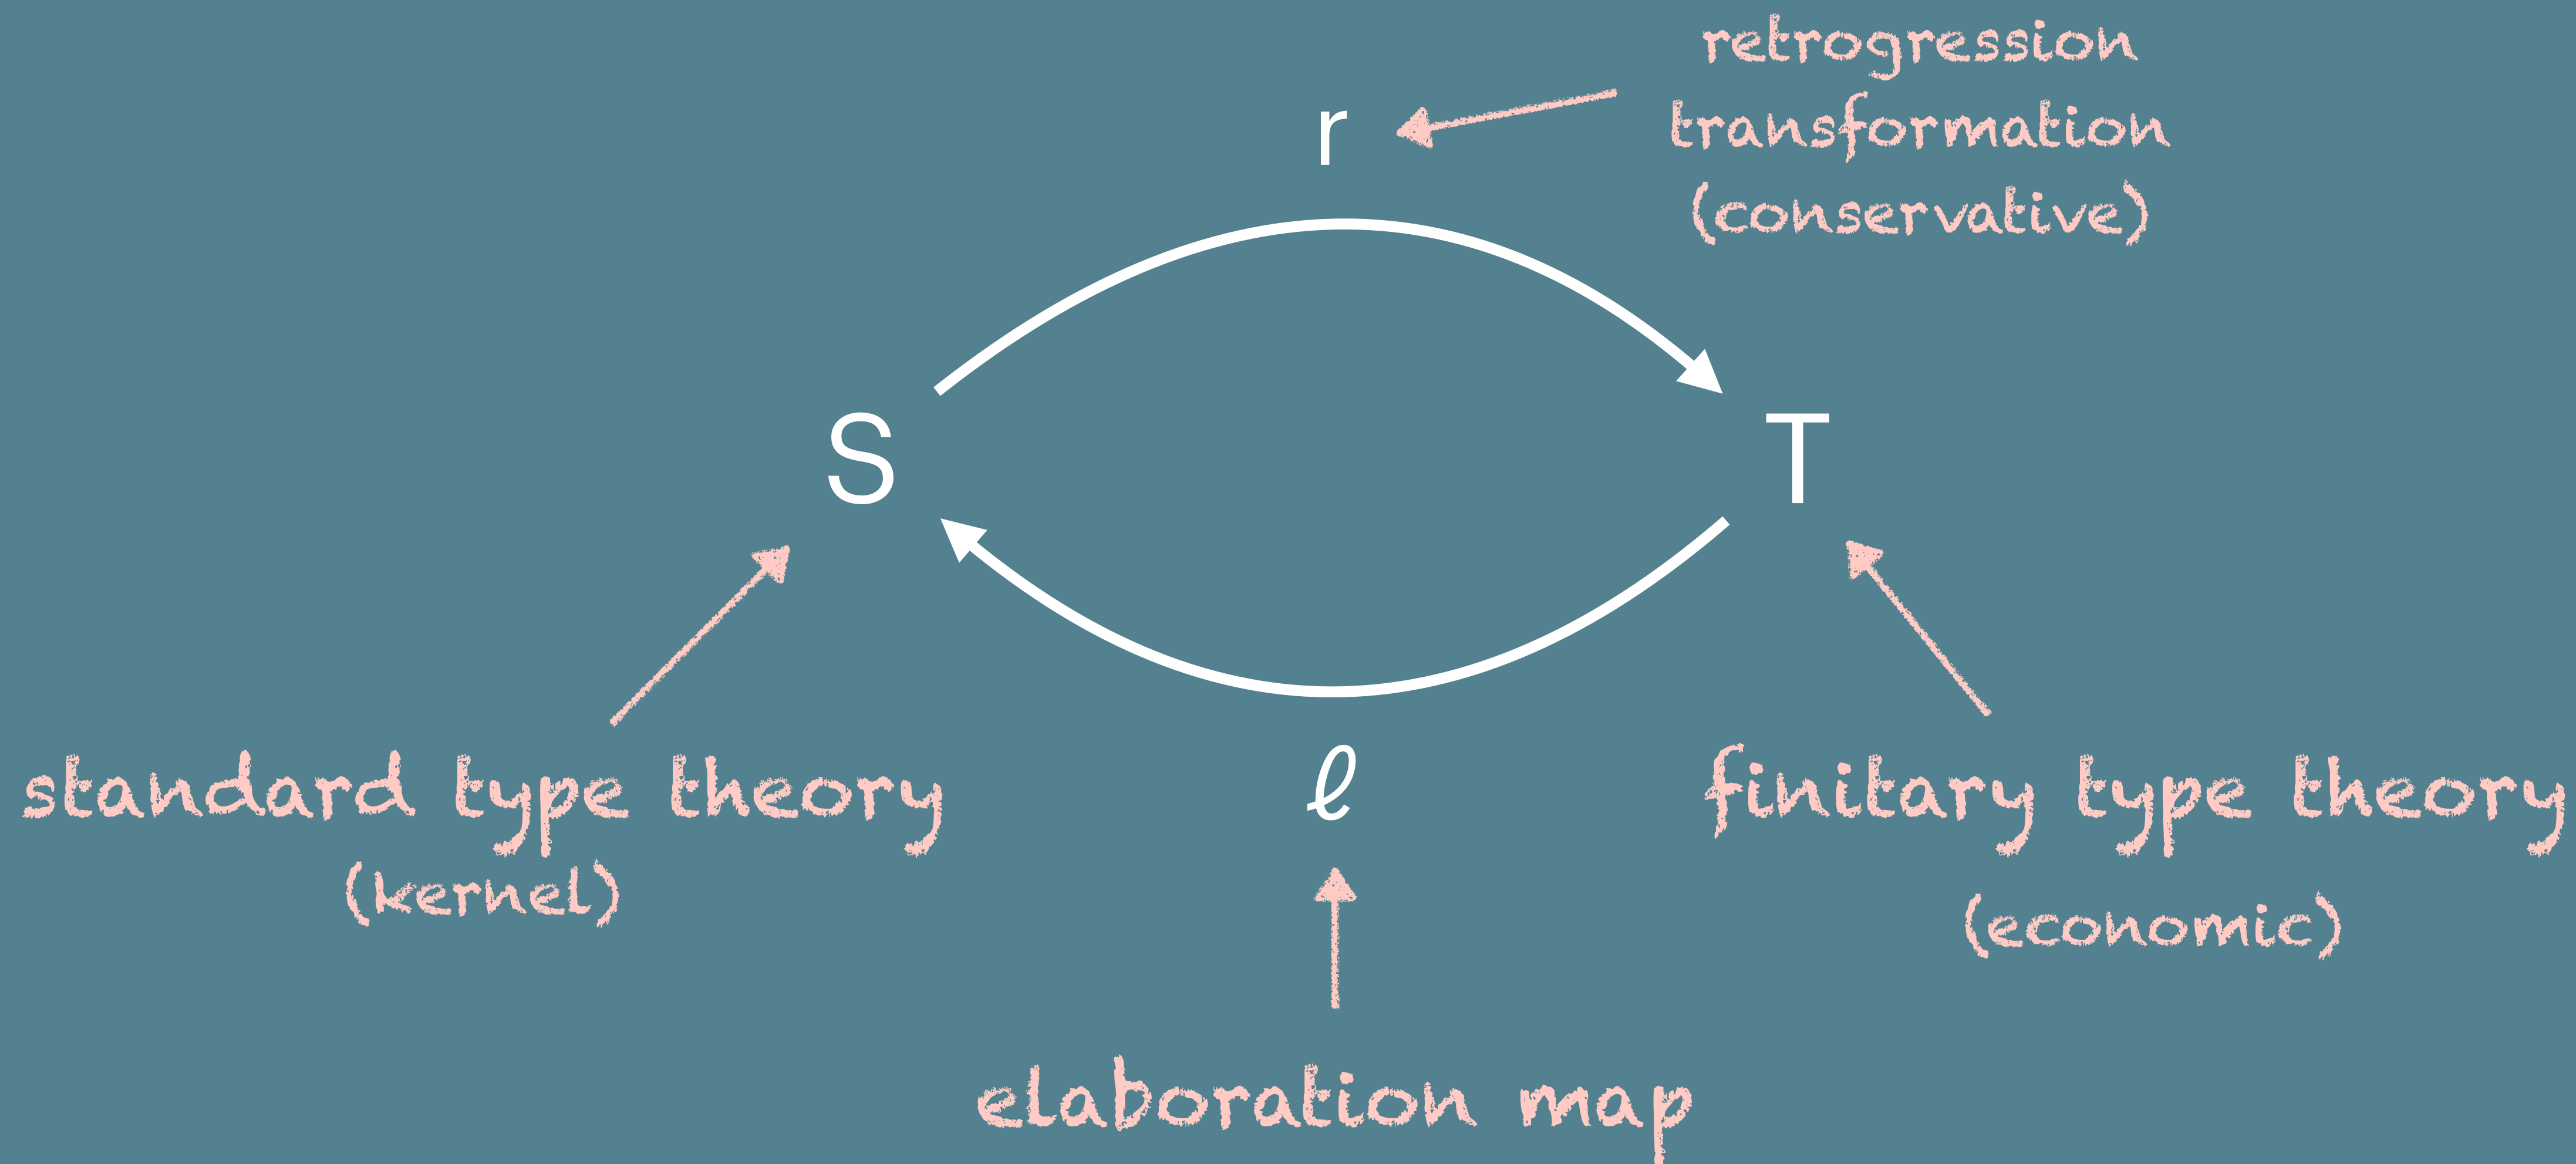 retrogression
transformation
(conservative)
r
S
T
standard type theory
(kernel)
ℓ
finitary type theory
(economic)
elaboration map